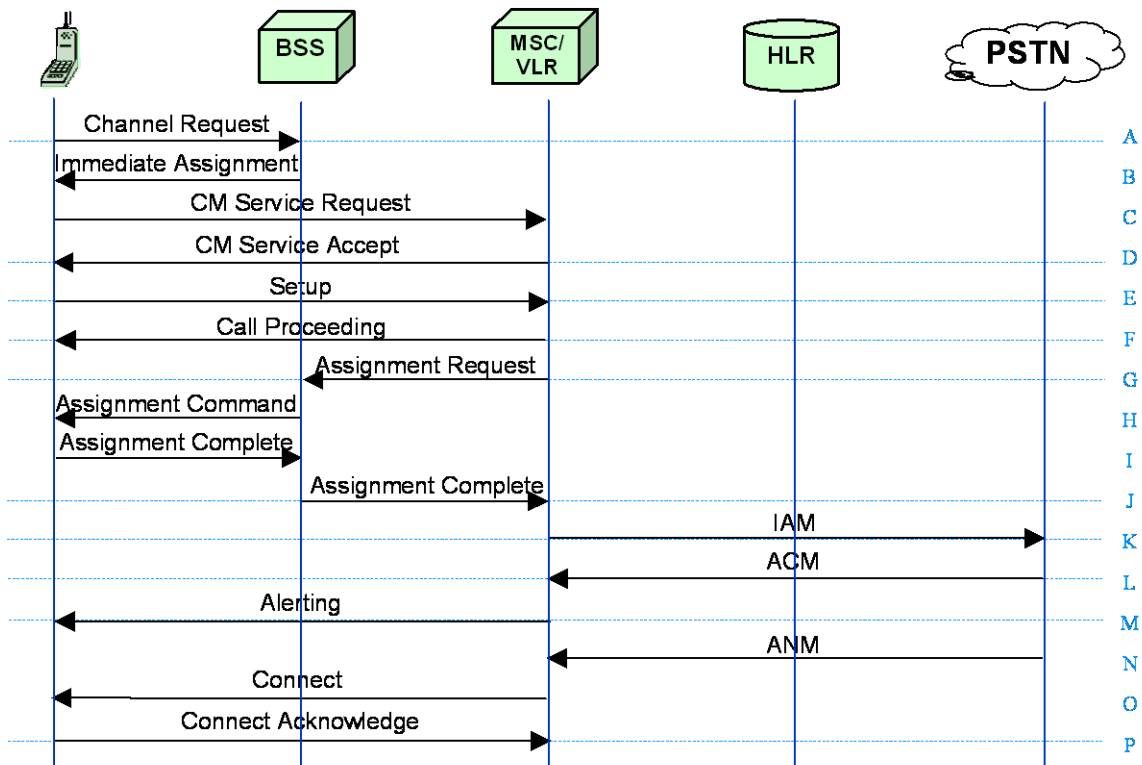 BSS
MSC/
VLR
HLR
PSTN
Channel Request
A
Immediate Assignment
B
CM Service Request
C
CM Service Accept
D
Setup
E
Call Proceeding
F
Assignment Request
G
Assignment Command
H
Assignment Complete
I
Assignment Complete
J
IAM
K
ACM
L
Alerting
M
ANM
N
Connect
O
Connect Acknowledge
P